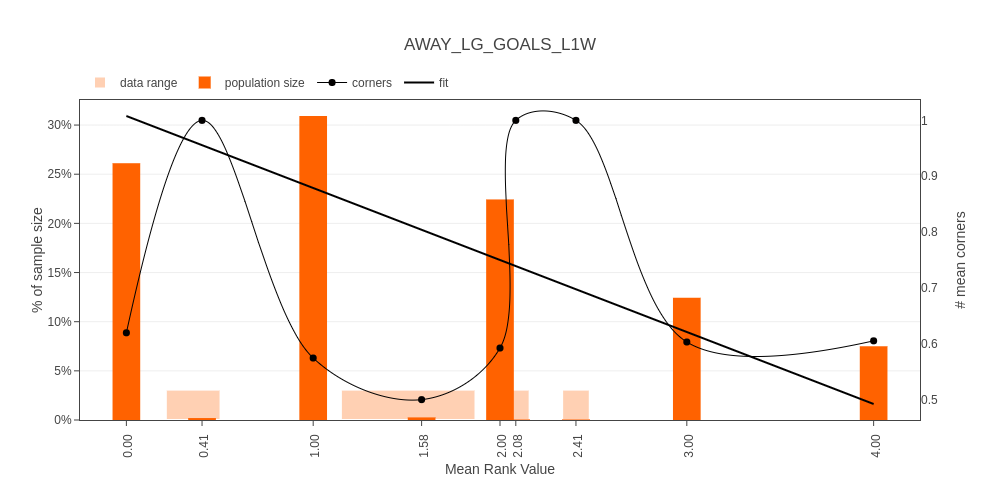 AWAY_LG_GOALS_L1W
data range population size corners fit
30%
25%
20%
15%
10%
5%
0%
% of sample size
1
0.9
0.8
0.7
0.6
0.5
# mean corners
0.00 0.41 1.00 1.58 2.00 2.08 2.41 3.00 4.00
Mean Rank Value